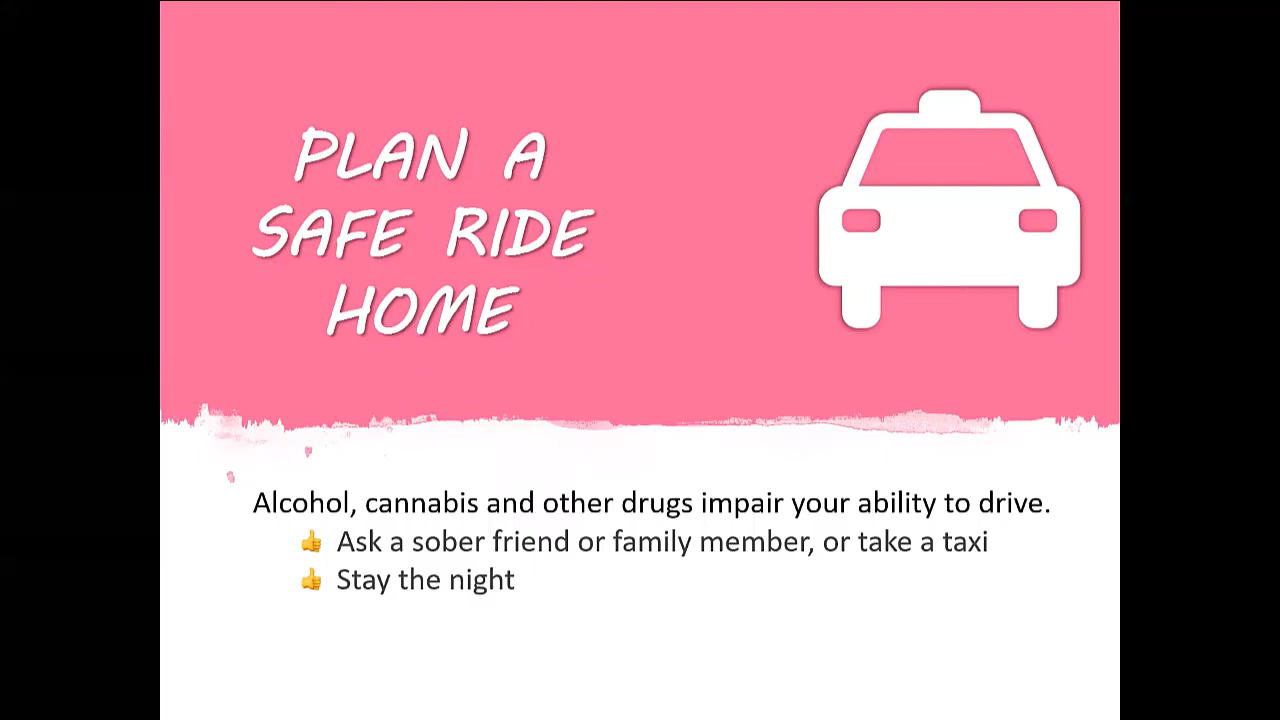 PLAN A
SAFE RIDE
HOME
Alcohol, cannabis and other drugs impair your ability to drive.
👍 Ask a sober friend or family member, or take a taxi
👍 Stay the night